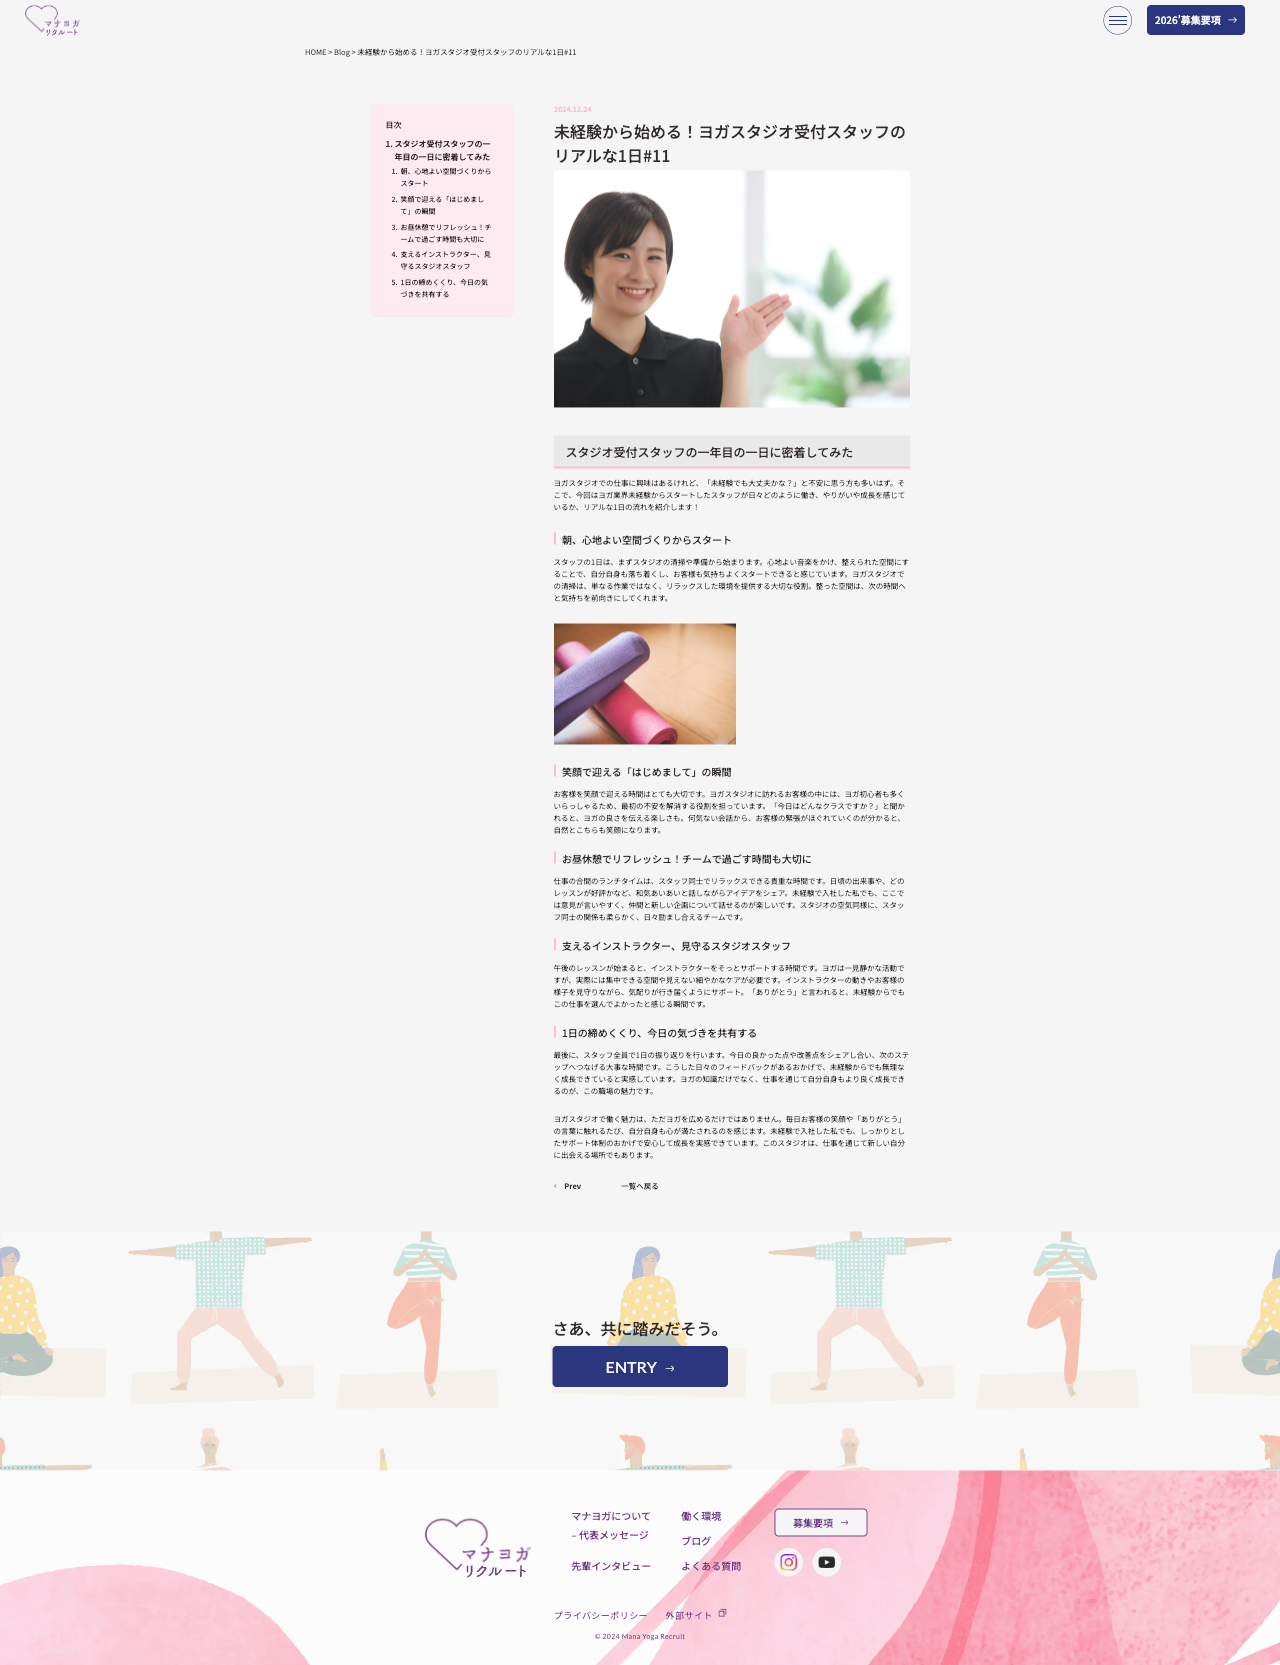 マナヨガ
リクルート
2026'募集要項
HOME > Blog > 未経験から始める！ヨガスタジオ受付スタッフのリアルな1日#11
目次
1. スタジオ受付スタッフの一
年目の一日に密着してみた
1. 朝、心地よい空間づくりから
スタート
2. 笑顔で迎える「はじめまし
て」の瞬間
3. お昼休憩でリフレッシュ！チ
ームで過ごす時間も大切に
4. 支えるインストラクター、見
守るスタジオスタッフ
5. 1日の締めくくり、今日の気
づきを共有する
2024.12.24
未経験から始める！ヨガスタジオ受付スタッフの
リアルな1日#11
スタジオ受付スタッフの一年目の一日に密着してみた
ヨガスタジオでの仕事に興味はあるけれど、「未経験でも大丈夫かな？」と不安に思う方も多いはず。そ
こで、今回はヨガ業界未経験からスタートしたスタッフが日々どのように働き、やりがいや成長を感じて
いるか、リアルな1日の流れを紹介します！
朝、心地よい空間づくりからスタート
スタッフの1日は、まずスタジオの清掃や準備から始まります。心地よい音楽をかけ、整えられた空間にす
ることで、自分自身も落ち着くし、お客様も気持ちよくスタートできると感じています。ヨガスタジオで
の清掃は、単なる作業ではなく、リラックスした環境を提供する大切な役割。整った空間は、次の時間へ
と気持ちを前向きにしてくれます。
笑顔で迎える「はじめまして」の瞬間
お客様を笑顔で迎える時間はとても大切です。ヨガスタジオに訪れるお客様の中には、ヨガ初心者も多く
いらっしゃるため、最初の不安を解消する役割を担っています。「今日はどんなクラスですか？」と聞か
れると、ヨガの良さを伝える楽しさも。何気ない会話から、お客様の緊張がほぐれていくのが分かると、
自然とこちらも笑顔になります。
お昼休憩でリフレッシュ！チームで過ごす時間も大切に
仕事の合間のランチタイムは、スタッフ同士でリラックスできる貴重な時間です。日頃の出来事や、どの
レッスンが好評かなど、和気あいあいと話しながらアイデアをシェア。未経験で入社した私でも、ここで
は意見が言いやすく、仲間と新しい企画について話せるのが楽しいです。スタジオの空気同様に、スタッ
フ同士の関係も柔らかく、日々励まし合えるチームです。
支えるインストラクター、見守るスタジオスタッフ
午後のレッスンが始まると、インストラクターをそっとサポートする時間です。ヨガは一見静かな活動で
すが、実際には集中できる空間や見えない細やかなケアが必要です。インストラクターの動きやお客様の
様子を見守りながら、気配りが行き届くようにサポート。「ありがとう」と言われると、未経験からでも
この仕事を選んでよかったと感じる瞬間です。
1日の締めくくり、今日の気づきを共有する
最後に、スタッフ全員で1日の振り返りを行います。今日の良かった点や改善点をシェアし合い、次のステ
ップへつなげる大事な時間です。こうした日々のフィードバックがあるおかげで、未経験からでも無理な
く成長できていると実感しています。ヨガの知識だけでなく、仕事を通じて自分自身もより良く成長でき
るのが、この職場の魅力です。
ヨガスタジオで働く魅力は、ただヨガを広めるだけではありません。毎日お客様の笑顔や「ありがとう」
の言葉に触れるたび、自分自身も心が満たされるのを感じます。未経験で入社した私でも、しっかりとし
たサポート体制のおかげで安心して成長を実感できています。このスタジオは、仕事を通じて新しい自分
に出会える場所でもあります。
‹ Prev 一覧へ戻る
さあ、共に踏みだそう。
ENTRY
マナヨガ
リクルート
マナヨガについて
– 代表メッセージ
先輩インタビュー
働く環境
ブログ
よくある質問
募集要項
プライバシーポリシー 外部サイト
© 2024 Mana Yoga Recruit